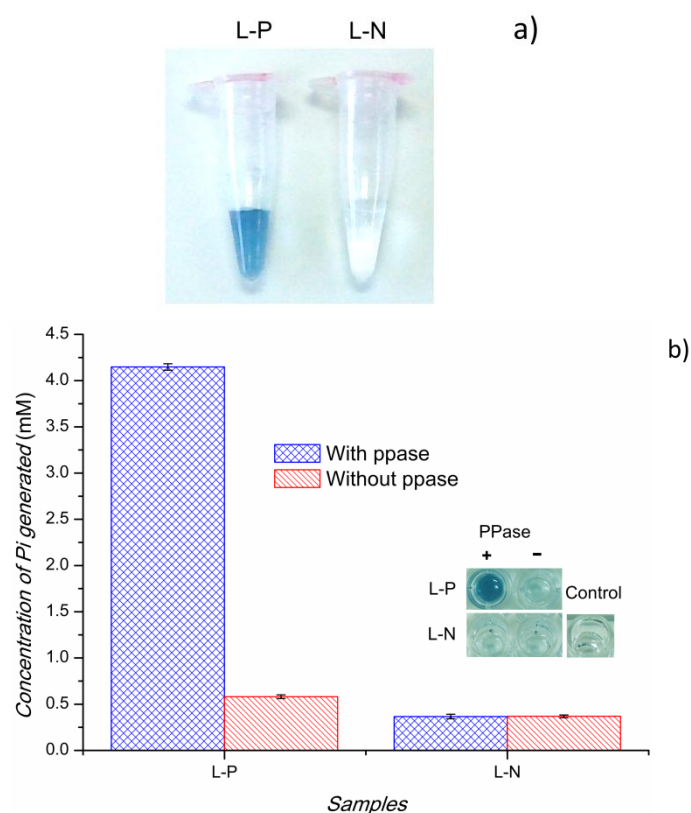 L-P L-N a)
b)
4.5
4.0
3.5
3.0
2.5
2.0
1.5
1.0
0.5
0.0
Concentration of Pi generated (mM)
With ppase
Without ppase
PPase
+ -
L-P Control
L-N
L-P L-N
Samples